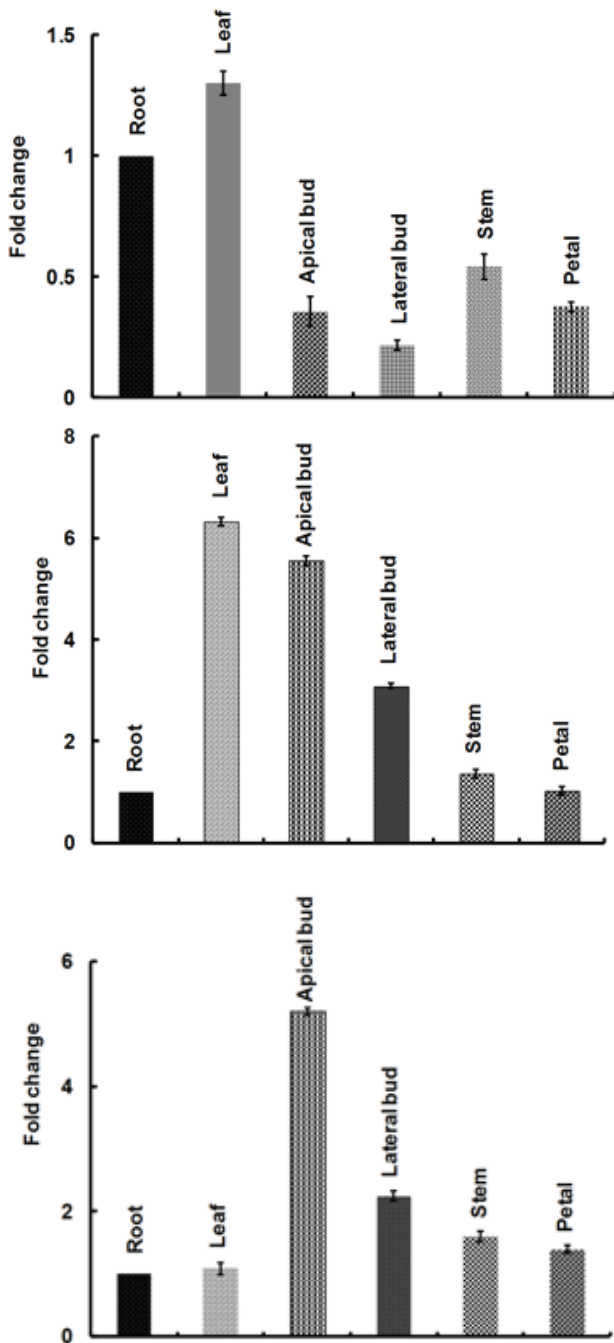 Fold change
1.5
1
0.5
0
Root
Leaf
Apical bud
Lateral bud
Stem
Petal
Fold change
8
6
4
2
0
Root
Leaf
Apical bud
Lateral bud
Stem
Petal
Fold change
6
4
2
0
Root
Leaf
Apical bud
Lateral bud
Stem
Petal